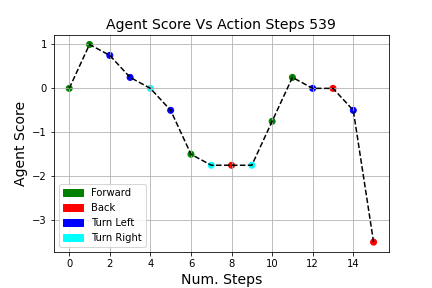 Agent Score Vs Action Steps 539
Agent Score
1
0
−1
−2
−3
Forward
Back
Turn Left
Turn Right
0 2 4 6 8 10 12 14
Num. Steps